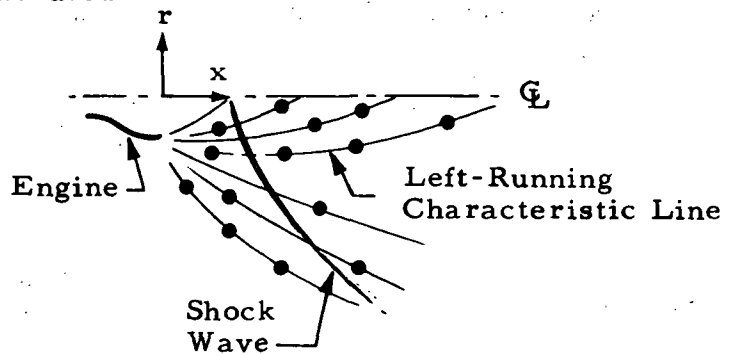 r
x
℄
Engine
Left-Running
Characteristic Line
Shock
Wave